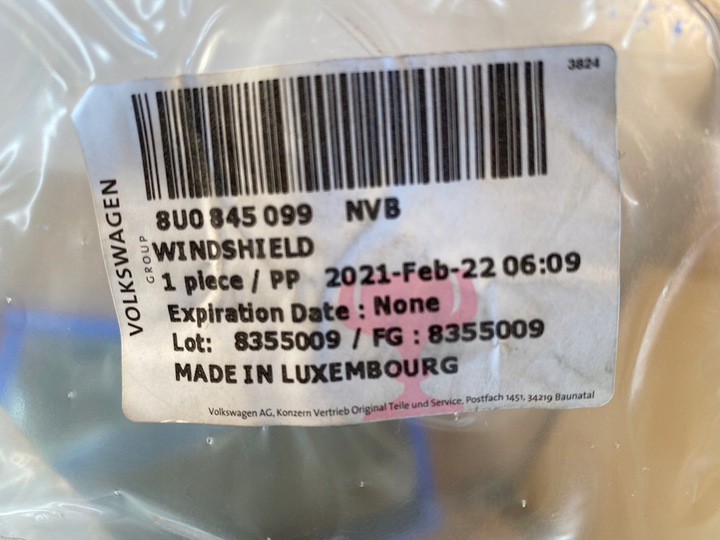 3824
VOLKSWAGEN
GROUP
8U0 845 099 NVB
WINDSHIELD
1 piece / PP 2021-Feb-22 06:09
Expiration Date : None
Lot: 8355009 / FG : 8355009
MADE IN LUXEMBOURG
Volkswagen AG, Konzern Vertrieb Original Teile und Service, Postfach 1451, 34219 Baunatal